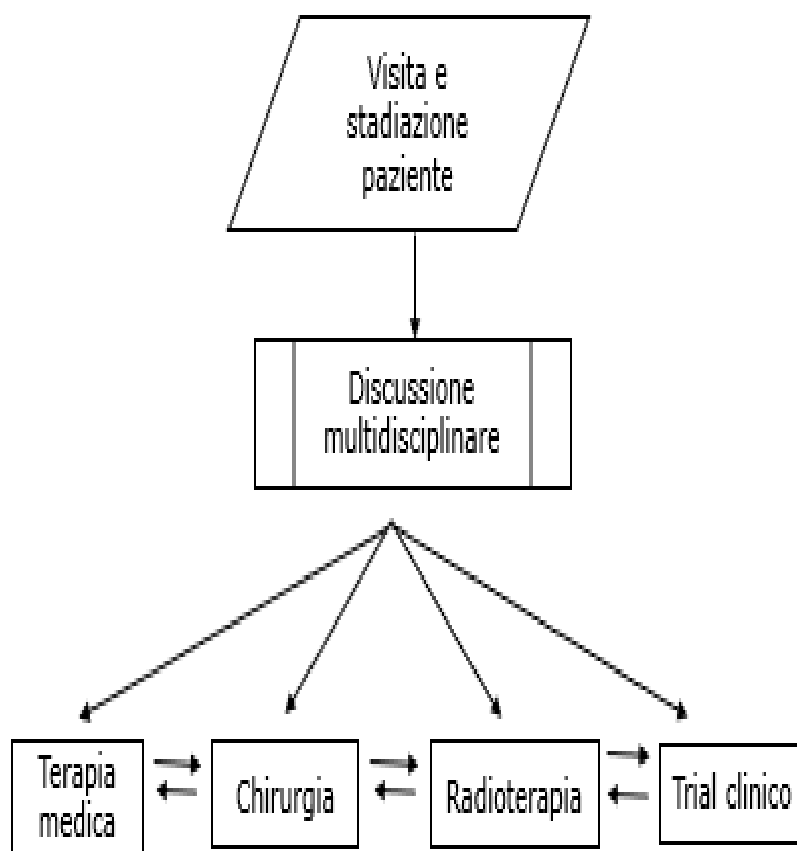 Visita e
stadiazione
paziente
Discussione
multidisciplinare
Terapia
medica
Chirurgia
Radioterapia
Trial clinico